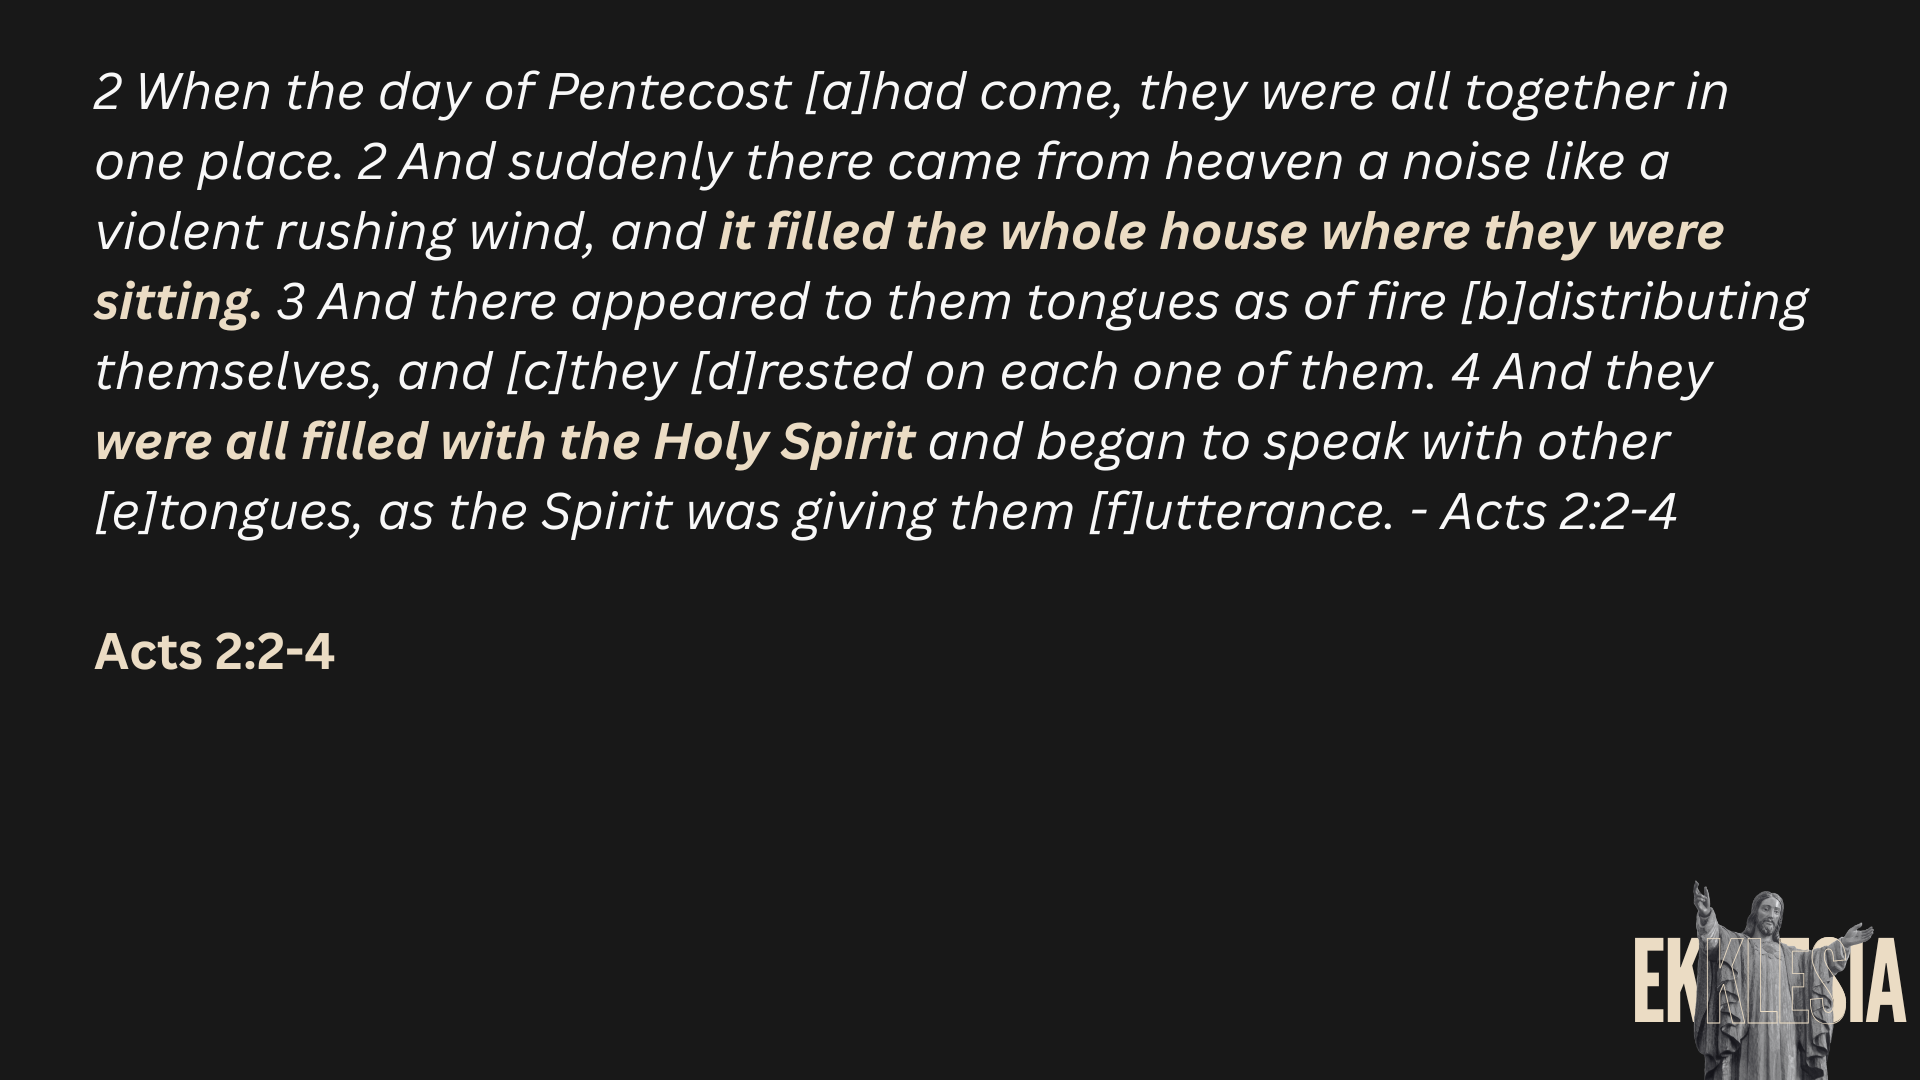 2 When the day of Pentecost [a]had come, they were all together in
one place. 2 And suddenly there came from heaven a noise like a
violent rushing wind, and it filled the whole house where they were
sitting. 3 And there appeared to them tongues as of fire [b]distributing
themselves, and [c]they [d]rested on each one of them. 4 And they
were all filled with the Holy Spirit and began to speak with other
[e]tongues, as the Spirit was giving them [f]utterance. - Acts 2:2-4
Acts 2:2-4
EKKLESIA